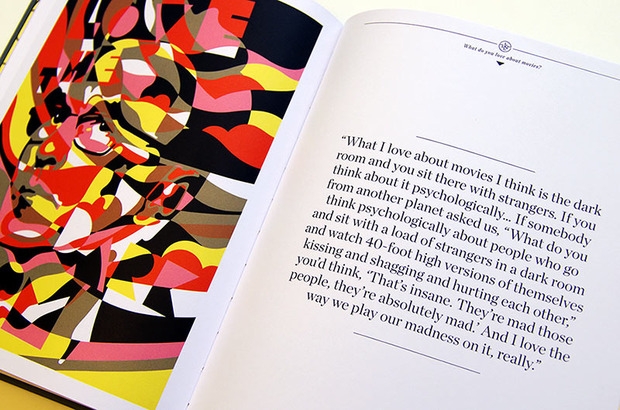 What do you love about movies?
“What I love about movies I think is the dark
room and you sit there with strangers. If you
think about it psychologically... If somebody
from another planet asked us, “What do you
think psychologically about people who go
and sit with a load of strangers in a dark room
and watch 40-foot high versions of themselves
kissing and shagging and hurting each other,”
you’d think, ‘That’s insane. They’re mad those
people, they’re absolutely mad.’ And I love the
way we play our madness on it, really.”